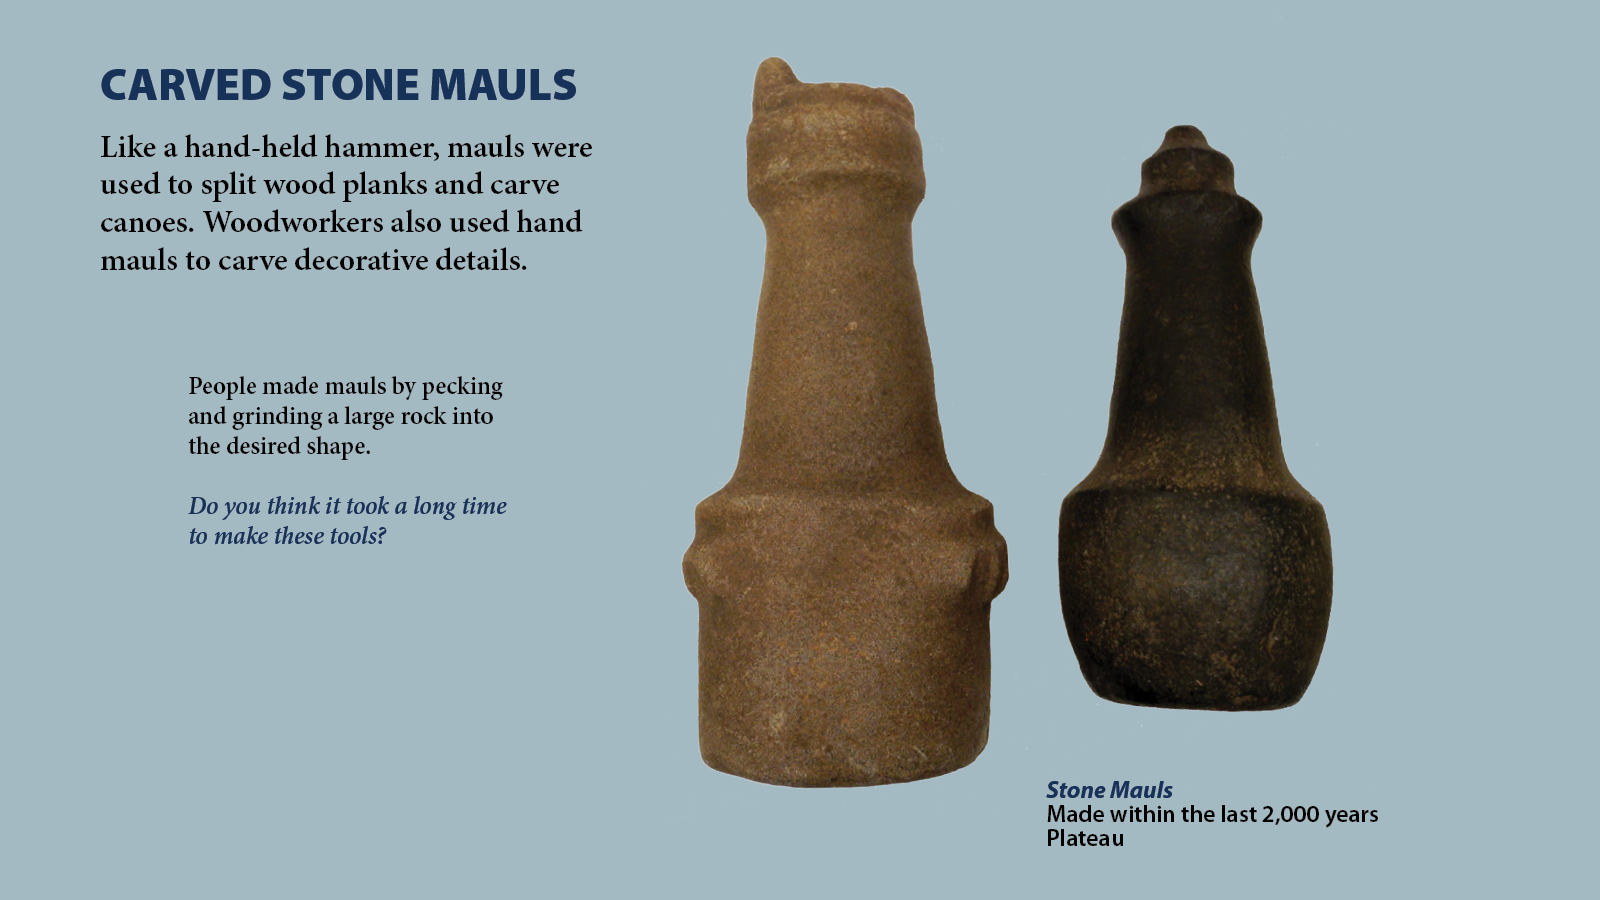 CARVED STONE MAULS
Like a hand-held hammer, mauls were
used to split wood planks and carve
canoes. Woodworkers also used hand
mauls to carve decorative details.
People made mauls by pecking
and grinding a large rock into
the desired shape.
Do you think it took a long time
to make these tools?
Stone Mauls
Made within the last 2,000 years
Plateau